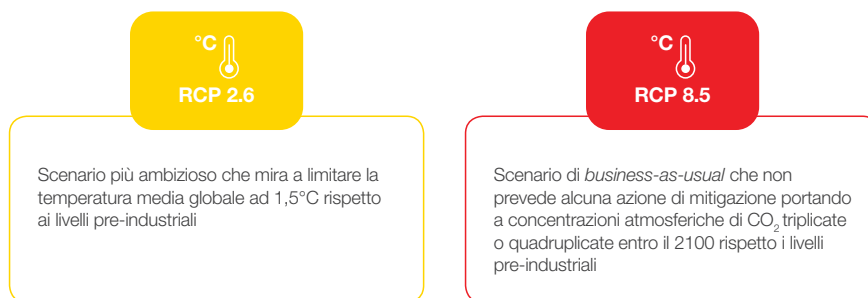 °C
RCP 2.6
Scenario più ambizioso che mira a limitare la
temperatura media globale ad 1,5°C rispetto
ai livelli pre-industriali
°C
RCP 8.5
Scenario di business-as-usual che non
prevede alcuna azione di mitigazione portando
a concentrazioni atmosferiche di CO₂ triplicate
o quadruplicate entro il 2100 rispetto i livelli
pre-industriali